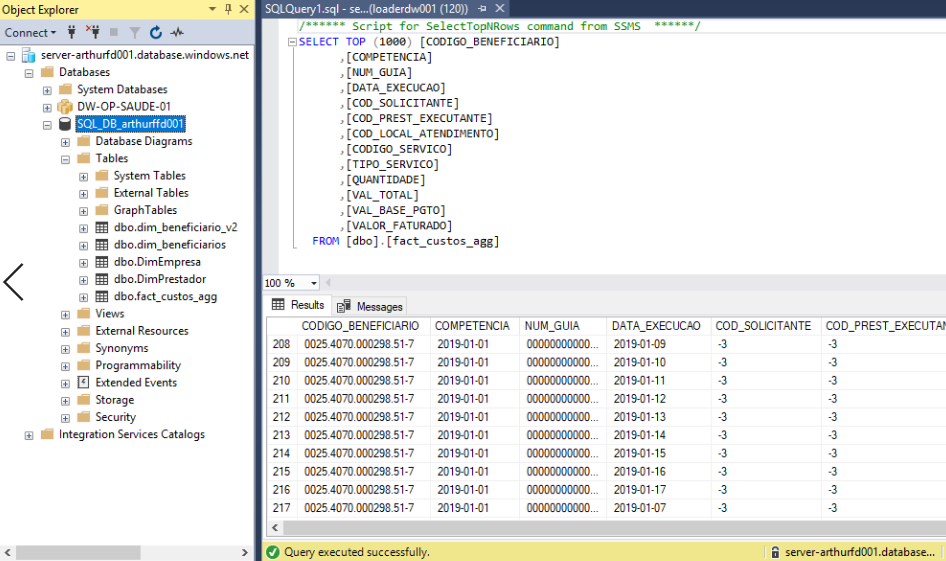 Object Explorer
Connect
server-arthurfd001.database.windows.net
Databases
System Databases
DW-OP-SAUDE-01
SQL_DB_arthurffd001
Database Diagrams
Tables
System Tables
External Tables
GraphTables
dbo.dim_beneficiario_v2
dbo.dim_beneficiarios
dbo.DimEmpresa
dbo.DimPrestador
dbo.fact_custos_agg
Views
External Resources
Synonyms
Programmability
Extended Events
Storage
Security
Integration Services Catalogs
SQLQuery1.sql - se...(loaderdw001 (120))
/****** Script for SelectTopNRows command from SSMS ******/
SELECT TOP (1000) [CODIGO_BENEFICIARIO]
,[COMPETENCIA]
,[NUM_GUIA]
,[DATA_EXECUCAO]
,[COD_SOLICITANTE]
,[COD_PREST_EXECUTANTE]
,[COD_LOCAL_ATENDIMENTO]
,[CODIGO_SERVICO]
,[TIPO_SERVICO]
,[QUANTIDADE]
,[VAL_TOTAL]
,[VAL_BASE_PGTO]
,[VALOR_FATURADO]
FROM [dbo].[fact_custos_agg]
100 %
Results Messages
CODIGO_BENEFICIARIO COMPETENCIA NUM_GUIA DATA_EXECUCAO COD_SOLICITANTE COD_PREST_EXECUTAN
208 0025.4070.000298.51-7 2019-01-01 00000000000... 2019-01-09 -3 -3
209 0025.4070.000298.51-7 2019-01-01 00000000000... 2019-01-10 -3 -3
210 0025.4070.000298.51-7 2019-01-01 00000000000... 2019-01-11 -3 -3
211 0025.4070.000298.51-7 2019-01-01 00000000000... 2019-01-12 -3 -3
212 0025.4070.000298.51-7 2019-01-01 00000000000... 2019-01-13 -3 -3
213 0025.4070.000298.51-7 2019-01-01 00000000000... 2019-01-14 -3 -3
214 0025.4070.000298.51-7 2019-01-01 00000000000... 2019-01-15 -3 -3
215 0025.4070.000298.51-7 2019-01-01 00000000000... 2019-01-16 -3 -3
216 0025.4070.000298.51-7 2019-01-01 00000000000... 2019-01-17 -3 -3
217 0025.4070.000298.51-7 2019-01-01 00000000000... 2019-01-07 -3 -3
Query executed successfully. server-arthurfd001.database...